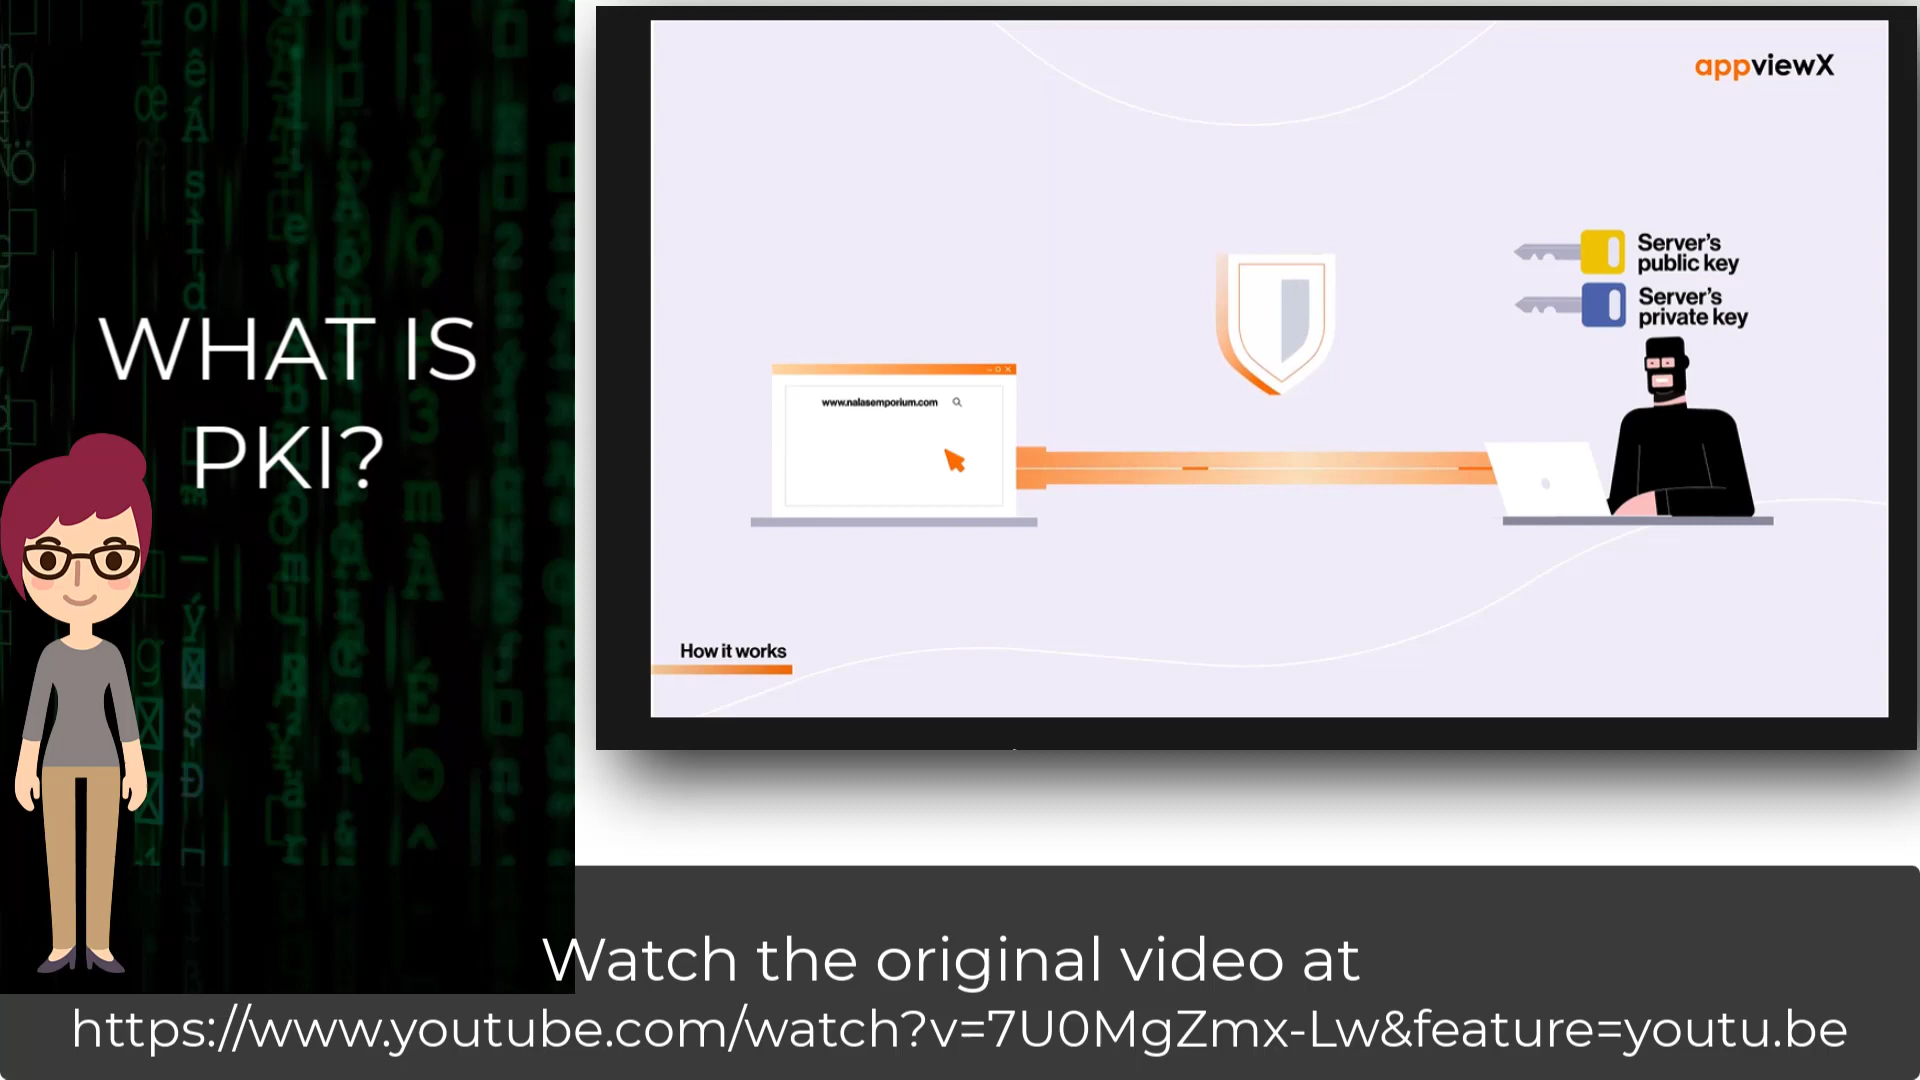 WHAT IS
PKI?
appviewX
Server's
public key
Server's
private key
www.nalasemporium.com
How it works
Watch the original video at
https://www.youtube.com/watch?v=7U0MgZmx-Lw&feature=youtu.be